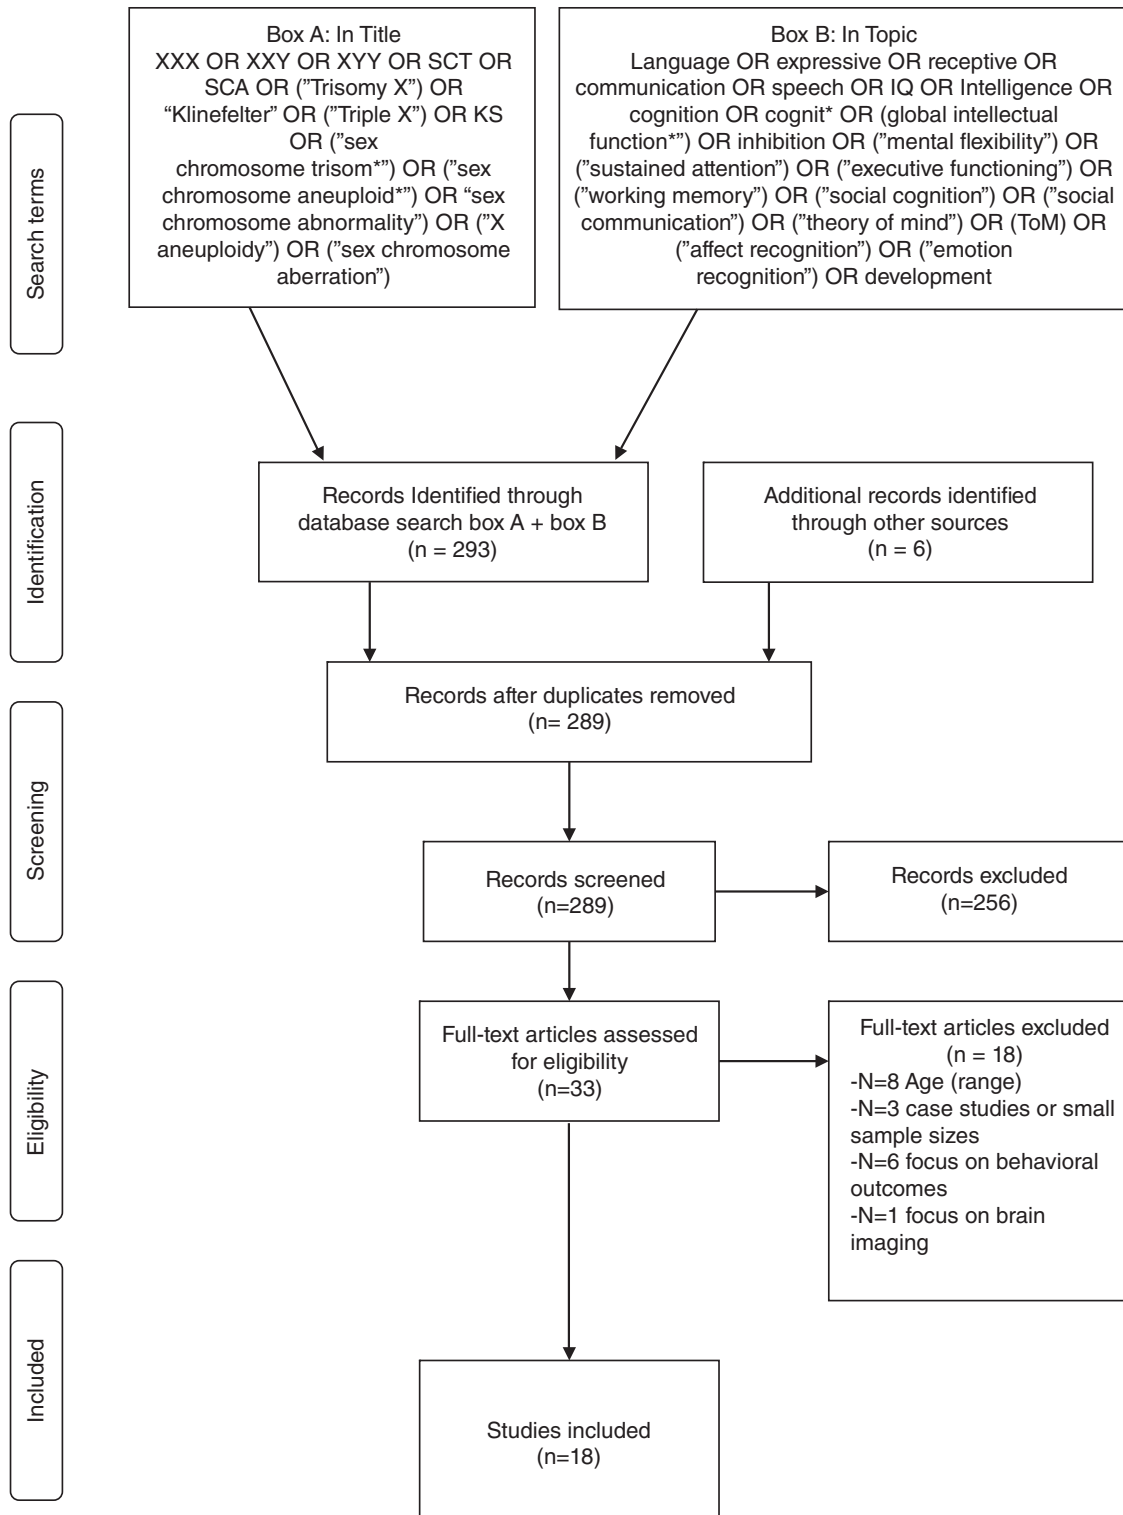 Search terms
Box A: In Title
XXX OR XXY OR XYY OR SCT OR
SCA OR (”Trisomy X”) OR
“Klinefelter” OR (”Triple X”) OR KS
OR (”sex
chromosome trisom*”) OR (”sex
chromosome aneuploid*”) OR “sex
chromosome abnormality”) OR (”X
aneuploidy”) OR (”sex chromosome
aberration”)
Box B: In Topic
Language OR expressive OR receptive OR
communication OR speech OR IQ OR Intelligence OR
cognition OR cognit* OR (global intellectual
function*”) OR inhibition OR (”mental flexibility”) OR
(”sustained attention”) OR (”executive functioning”) OR
(”working memory”) OR (”social cognition”) OR (”social
communication”) OR (”theory of mind”) OR (ToM) OR
(”affect recognition”) OR (”emotion
recognition”) OR development
Identification
Records Identified through
database search box A + box B
(n = 293)
Additional records identified
through other sources
(n = 6)
Screening
Records after duplicates removed
(n= 289)
Records screened
(n=289)
Records excluded
(n=256)
Eligibility
Full-text articles assessed
for eligibility
(n=33)
Full-text articles excluded
(n = 18)
-N=8 Age (range)
-N=3 case studies or small
sample sizes
-N=6 focus on behavioral
outcomes
-N=1 focus on brain
imaging
Included
Studies included
(n=18)